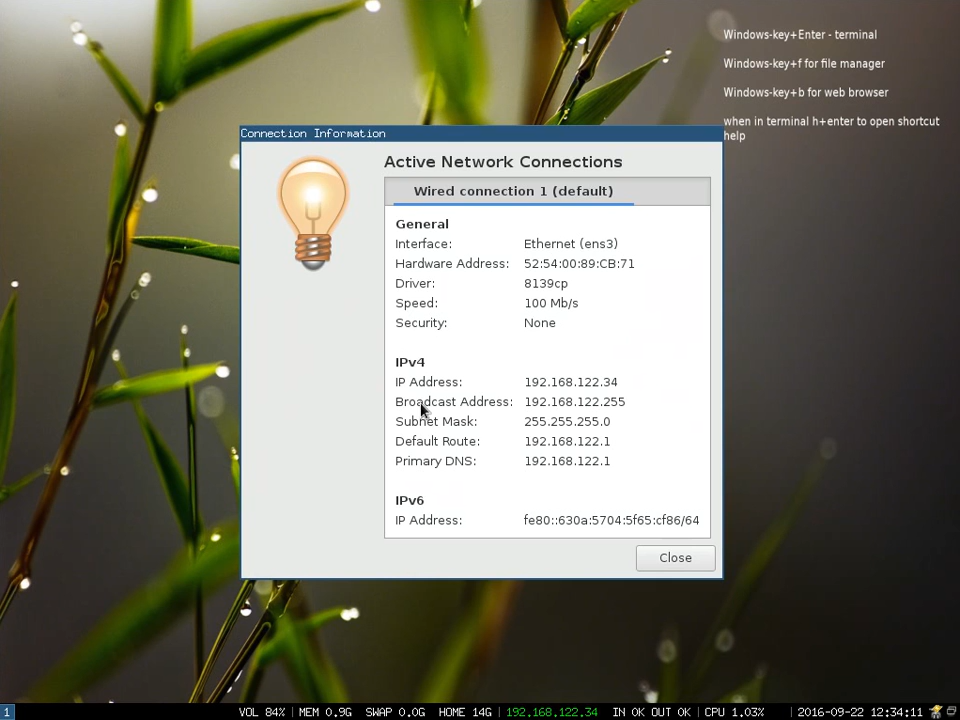 Windows-key+Enter - terminal
Windows-key+f for file manager
Windows-key+b for web browser
when in terminal h+enter to open shortcut
help
Connection Information
Active Network Connections
Wired connection 1 (default)
General
Interface: Ethernet (ens3)
Hardware Address: 52:54:00:89:CB:71
Driver: 8139cp
Speed: 100 Mb/s
Security: None
IPv4
IP Address: 192.168.122.34
Broadcast Address: 192.168.122.255
Subnet Mask: 255.255.255.0
Default Route: 192.168.122.1
Primary DNS: 192.168.122.1
IPv6
IP Address: fe80::630a:5704:5f65:cf86/64
Close
1 VOL 84% | MEM 0.9G SWAP 0.0G HOME 14G | 192.168.122.34 IN OK OUT OK | CPU 1.03% | 2016-09-22 12:34:11